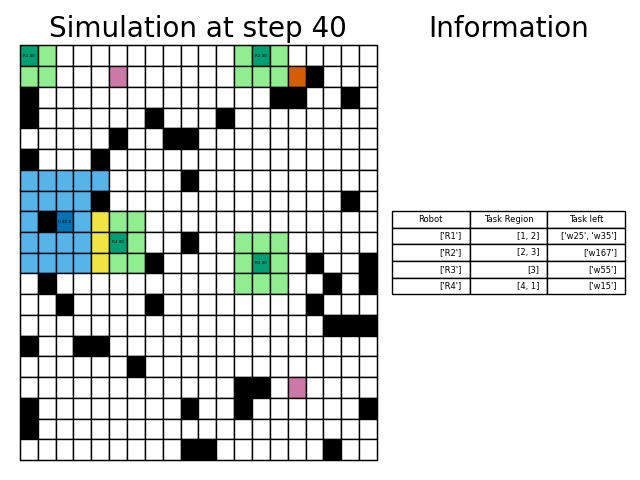 Simulation at step 40
Information
R1:40
R2:40
R4:40
R3:40
Robot Task Region Task left
['R1'] [1, 2] ['w25', 'w35']
['R2'] [2, 3] ['w167']
['R3'] [3] ['w55']
['R4'] [4, 1] ['w15']